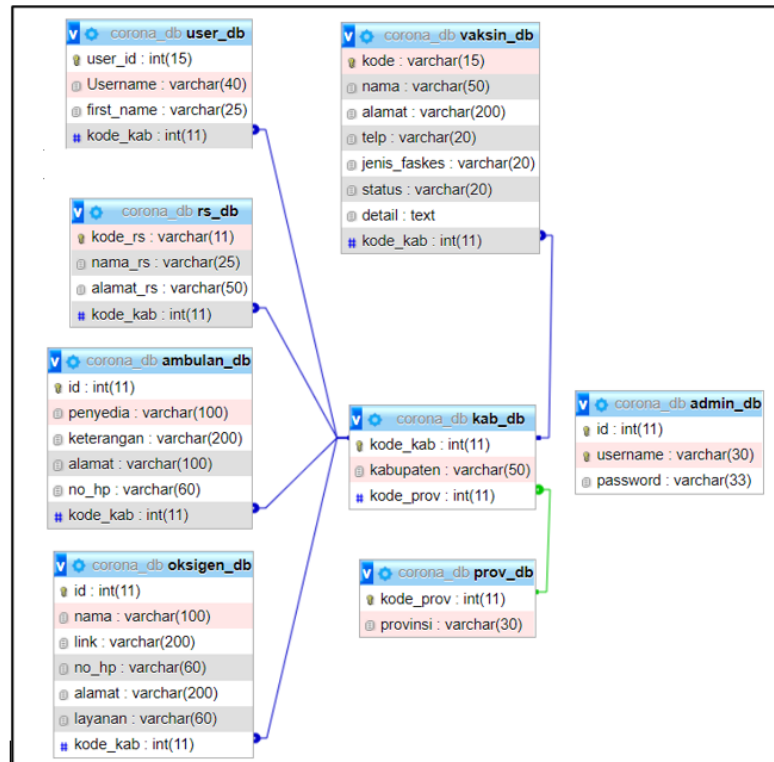 corona_db user_db
user_id : int(15)
Username : varchar(40)
first_name : varchar(25)
kode_kab : int(11)
corona_db vaksin_db
kode : varchar(15)
nama : varchar(50)
alamat : varchar(200)
telp : varchar(20)
jenis_faskes : varchar(20)
status : varchar(20)
detail : text
kode_kab : int(11)
corona_db rs_db
kode_rs : varchar(11)
nama_rs : varchar(25)
alamat_rs : varchar(50)
kode_kab : int(11)
corona_db ambulan_db
id : int(11)
penyedia : varchar(100)
keterangan : varchar(200)
alamat : varchar(100)
no_hp : varchar(60)
kode_kab : int(11)
corona_db kab_db
kode_kab : int(11)
kabupaten : varchar(50)
kode_prov : int(11)
corona_db admin_db
id : int(11)
username : varchar(30)
password : varchar(33)
corona_db oksigen_db
id : int(11)
nama : varchar(100)
link : varchar(200)
no_hp : varchar(60)
alamat : varchar(200)
layanan : varchar(60)
kode_kab : int(11)
corona_db prov_db
kode_prov : int(11)
provinsi : varchar(30)